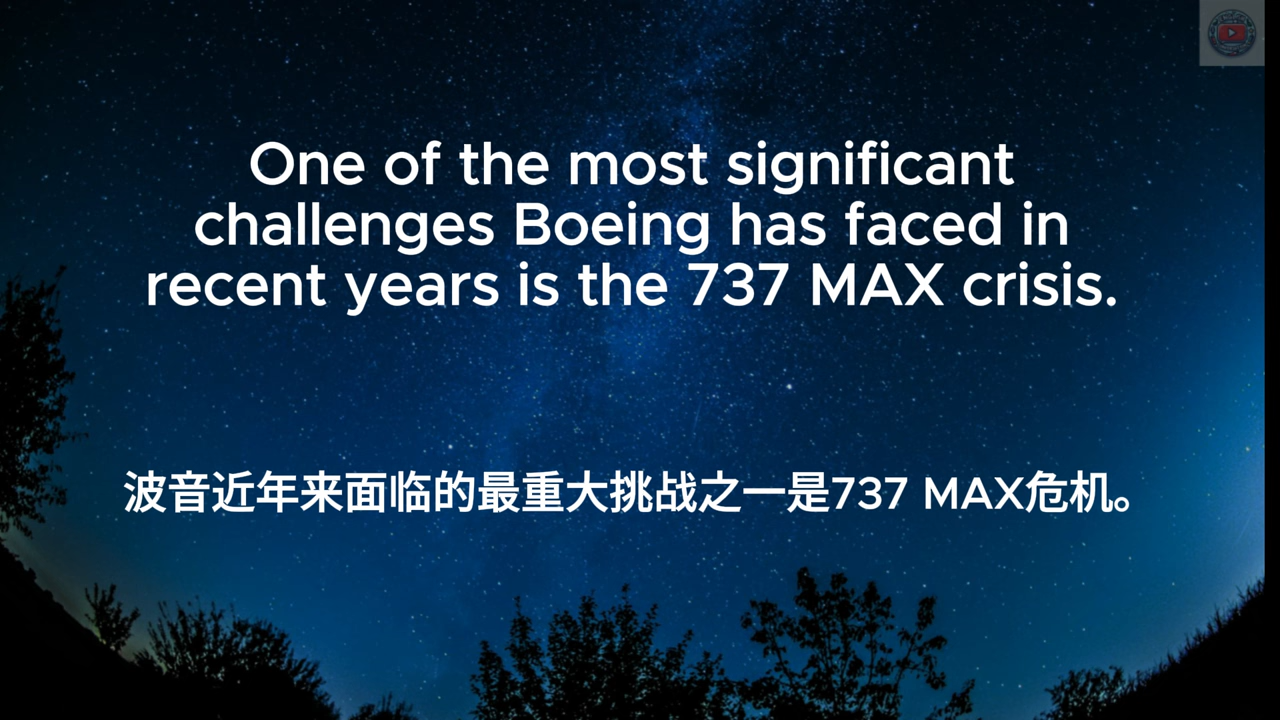 One of the most significant
challenges Boeing has faced in
recent years is the 737 MAX crisis.
波音近年来面临的最重大挑战之一是737 MAX危机。